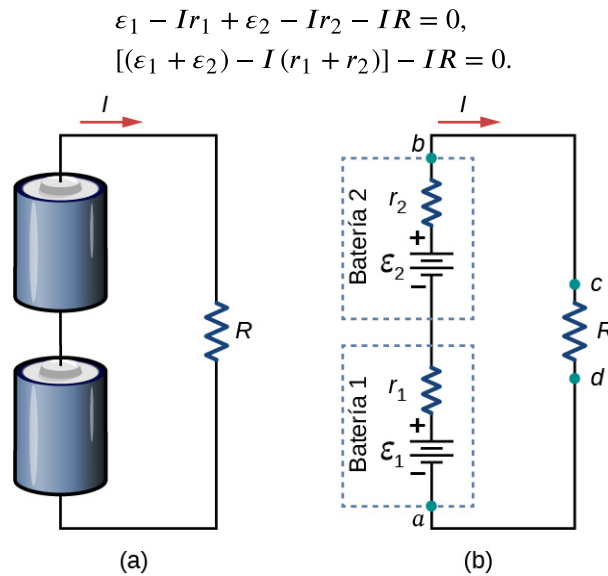 ε₁ − Ir₁ + ε₂ − Ir₂ − IR = 0,
[(ε₁ + ε₂) − I (r₁ + r₂)] − IR = 0.
I
R
(a)
I
b
Batería 2
r₂
+
ε₂
−
c
R
d
Batería 1
r₁
+
ε₁
−
a
(b)